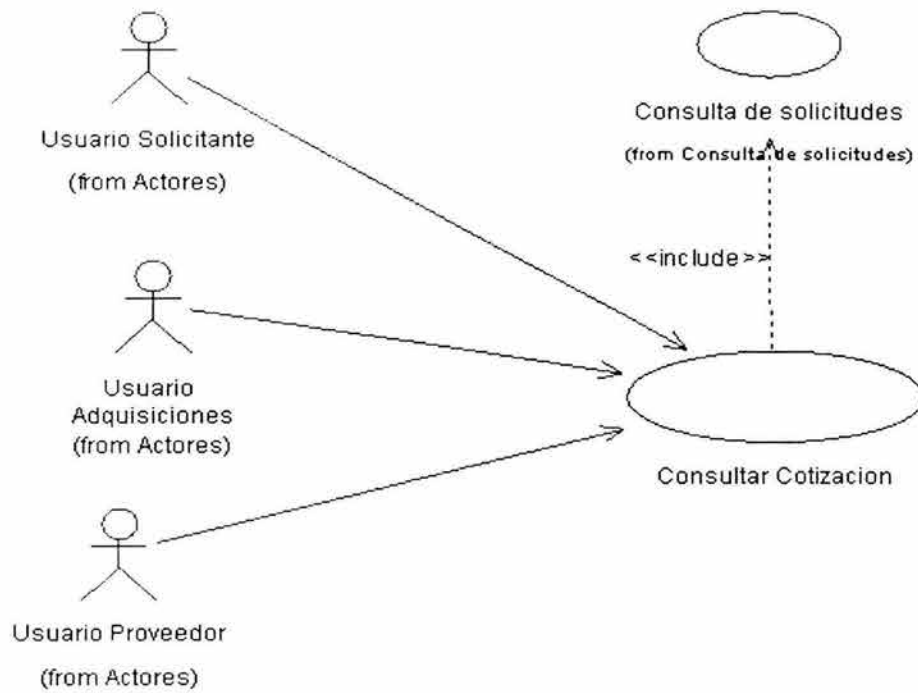 Usuario Solicitante
(from Actores)
Consulta de solicitudes
(from Consulta de solicitudes)
<<include>>
Usuario
Adquisiciones
(from Actores)
Consultar Cotizacion
Usuario Proveedor
(from Actores)